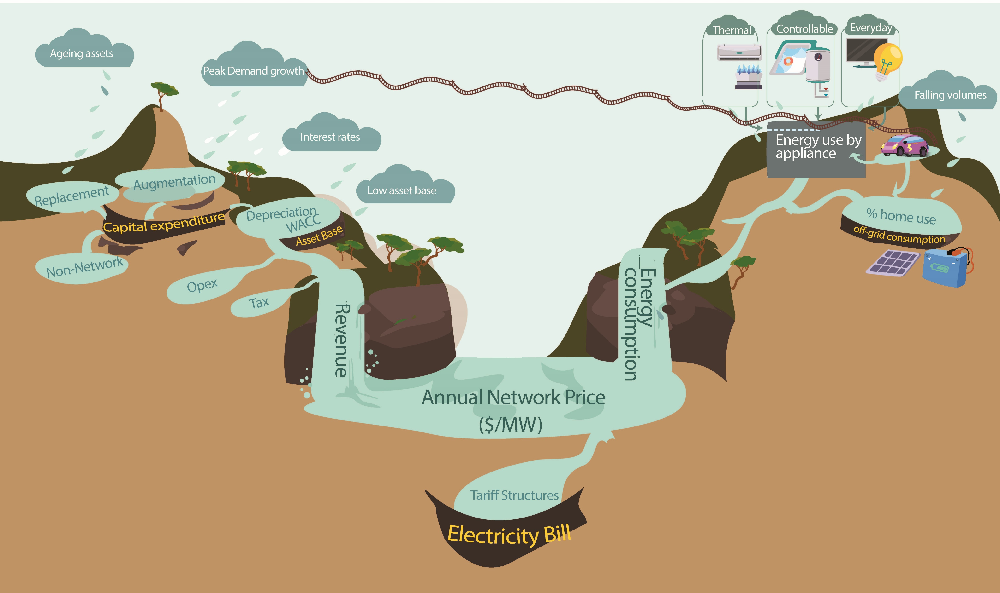 Thermal
Controllable
Everyday
Ageing assets
Peak Demand growth
Falling volumes
Interest rates
Energy use by
appliance
Low asset base
Augmentation
Replacement
Capital expenditure
Depreciation
WACC
Asset Base
% home use
off-grid consumption
Non-Network
Opex
Tax
Revenue
Energy
consumption
Annual Network Price
($/MW)
Tariff Structures
Electricity Bill